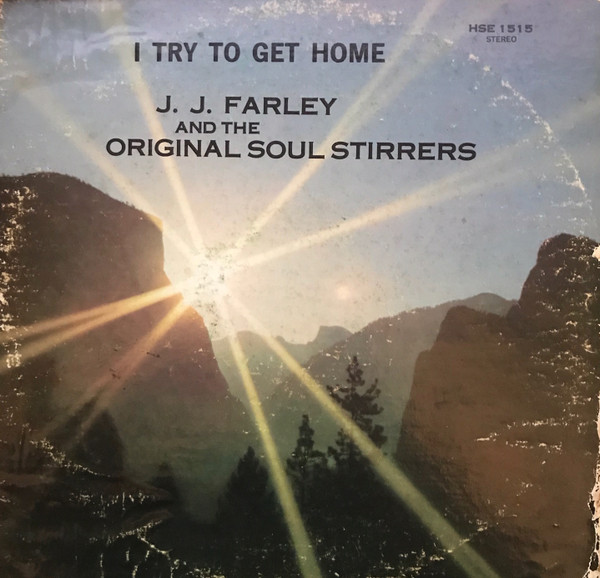 HSE 1515
STEREO
I TRY TO GET HOME
J. J. FARLEY
AND THE
ORIGINAL SOUL STIRRERS